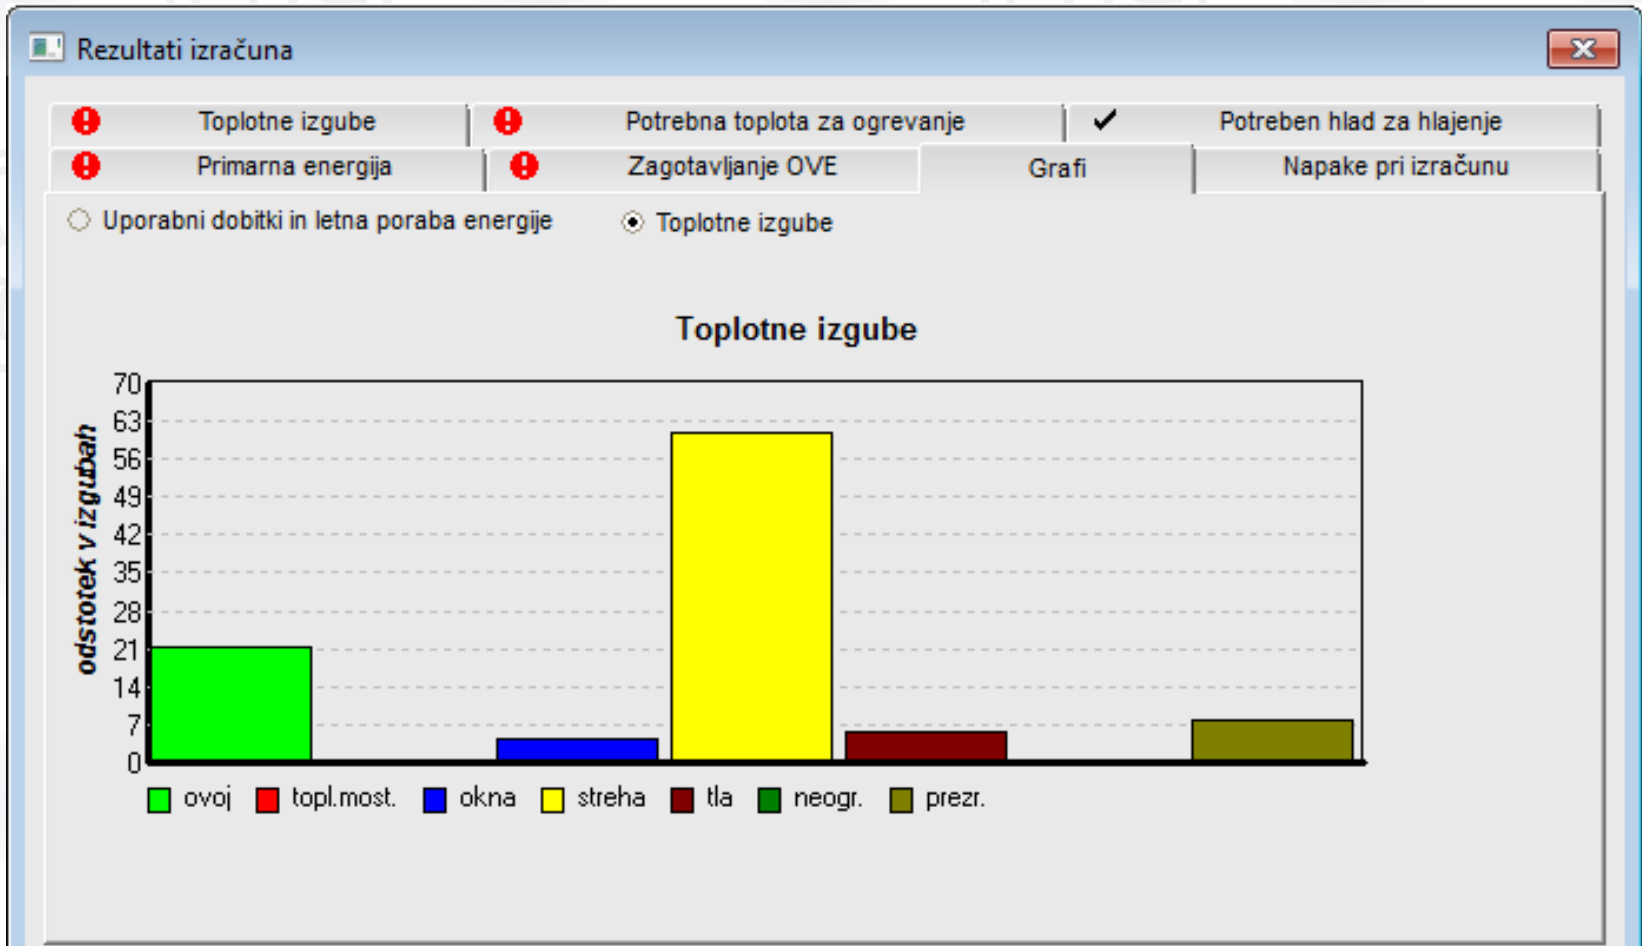 Rezultati izračuna
Toplotne izgube Potrebna toplota za ogrevanje Potreben hlad za hlajenje
Primarna energija Zagotavljanje OVE Grafi Napake pri izračunu
Uporabni dobitki in letna poraba energije Toplotne izgube
Toplotne izgube
odstotek v izgubah
70
63
56
49
42
35
28
21
14
7
0
ovoj topl.most. okna streha tla neogr. prezr.